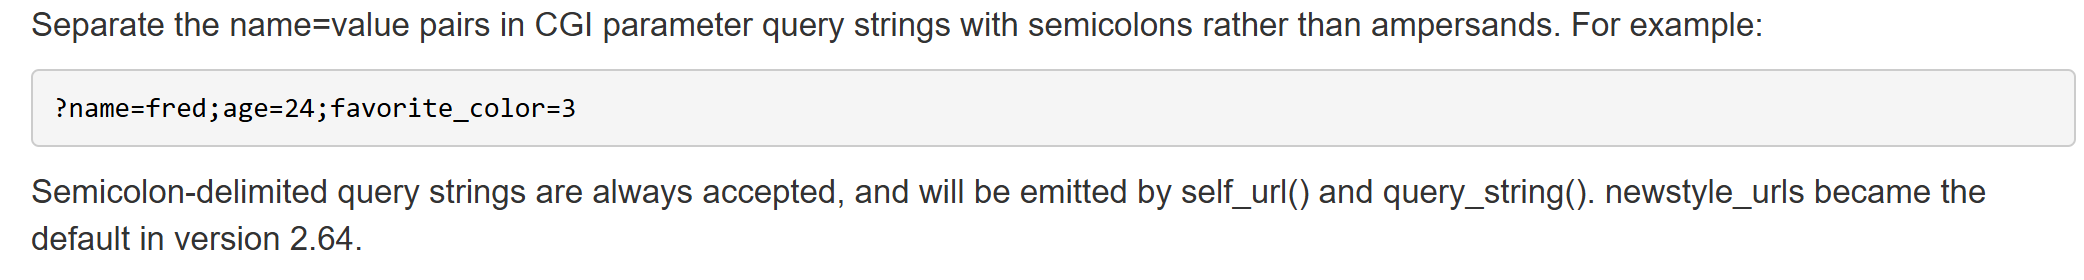 Separate the name=value pairs in CGI parameter query strings with semicolons rather than ampersands. For example:
?name=fred;age=24;favorite_color=3
Semicolon-delimited query strings are always accepted, and will be emitted by self_url() and query_string(). newstyle_urls became the
default in version 2.64.